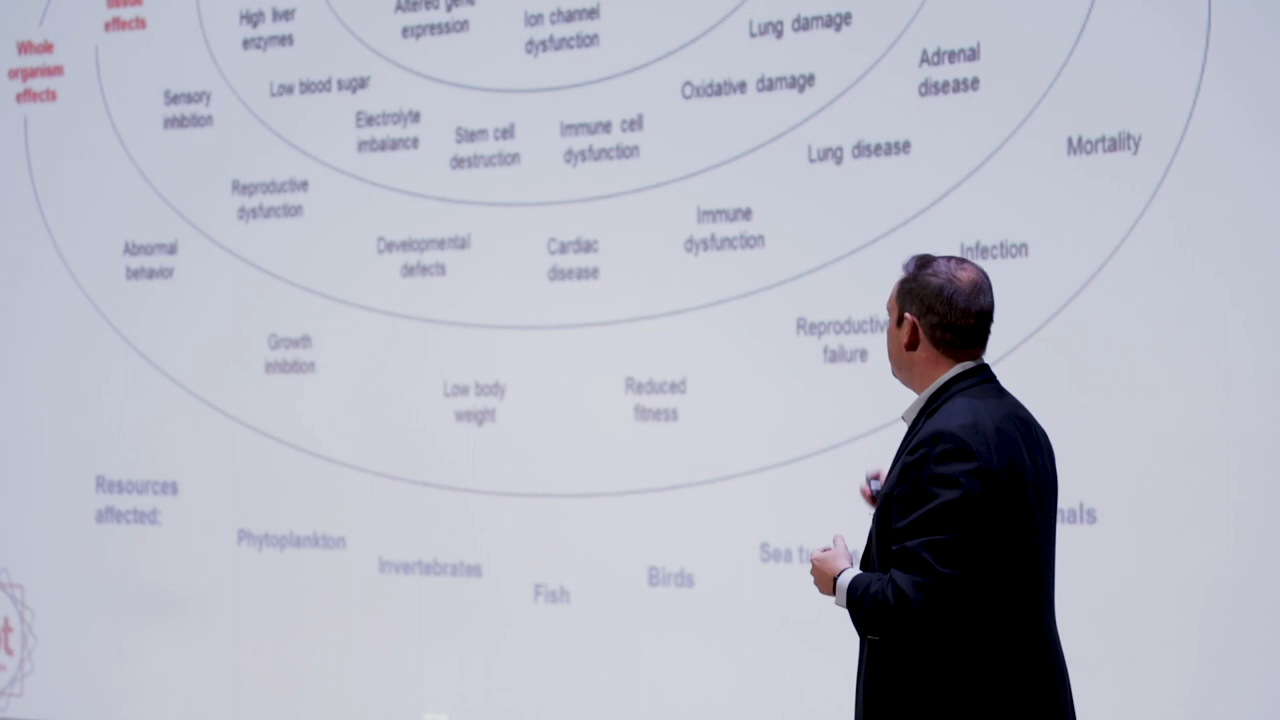 tissue
effects
Whole
organism
effects
High liver
enzymes
Altered gene
expression
Ion channel
dysfunction
Lung damage
Low blood sugar
Oxidative damage
Adrenal
disease
Sensory
inhibition
Electrolyte
imbalance
Stem cell
destruction
Immune cell
dysfunction
Lung disease
Mortality
Reproductive
dysfunction
Developmental
defects
Cardiac
disease
Immune
dysfunction
Infection
Abnormal
behavior
Growth
inhibition
Low body
weight
Reduced
fitness
Reproductive
failure
Resources
affected:
Phytoplankton
Invertebrates
Fish
Birds
Sea